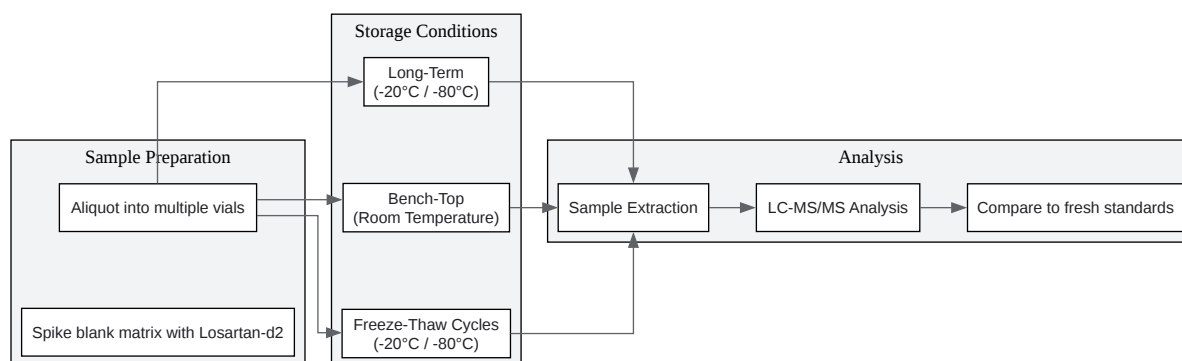 Storage Conditions
Long-Term
(-20°C / -80°C)
Sample Preparation
Aliquot into multiple vials
Bench-Top
(Room Temperature)
Analysis
Sample Extraction
LC-MS/MS Analysis
Compare to fresh standards
Spike blank matrix with Losartan-d2
Freeze-Thaw Cycles
(-20°C / -80°C)